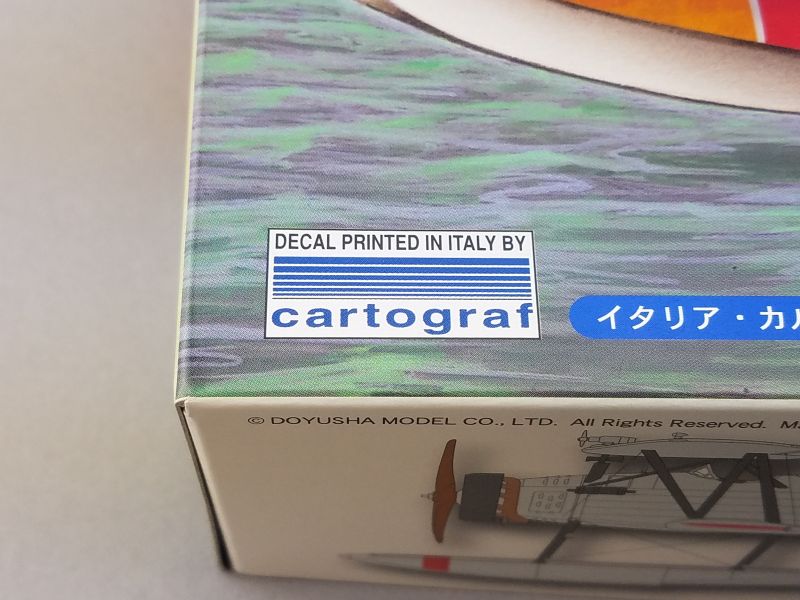 DECAL PRINTED IN ITALY BY
cartograf
イタリア・カル
© DOYUSHA MODEL CO., LTD. All Rights Reserved. M